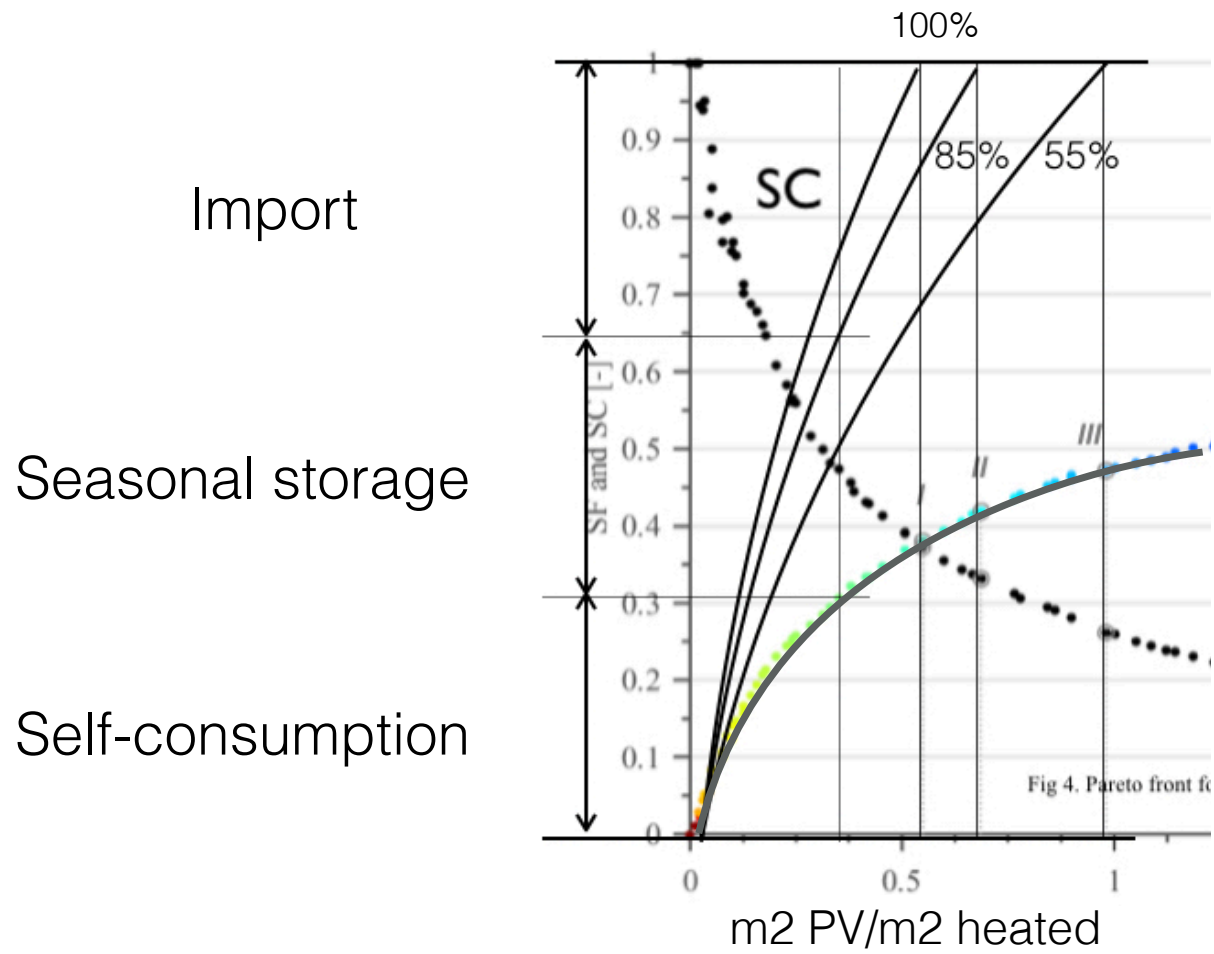 100%
Import
Seasonal storage
Self-consumption
SF and SC [-]
1
0.9
0.8
0.7
0.6
0.5
0.4
0.3
0.2
0.1
0
SC
85%
55%
I
II
III
Fig 4. Pareto front fo
0
0.5
1
m2 PV/m2 heated